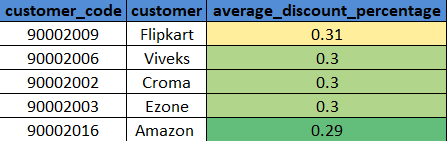 customer_code customer average_discount_percentage
90002009 Flipkart 0.31
90002006 Viveks 0.3
90002002 Croma 0.3
90002003 Ezone 0.3
90002016 Amazon 0.29